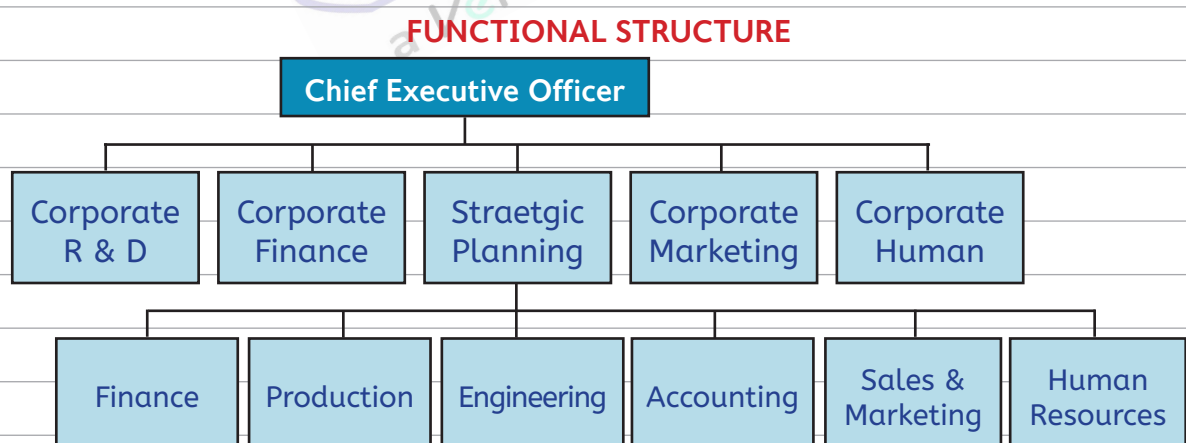 FUNCTIONAL STRUCTURE
Chief Executive Officer
Corporate
R & D
Corporate
Finance
Straetgic
Planning
Corporate
Marketing
Corporate
Human
Finance
Production
Engineering
Accounting
Sales &
Marketing
Human
Resources